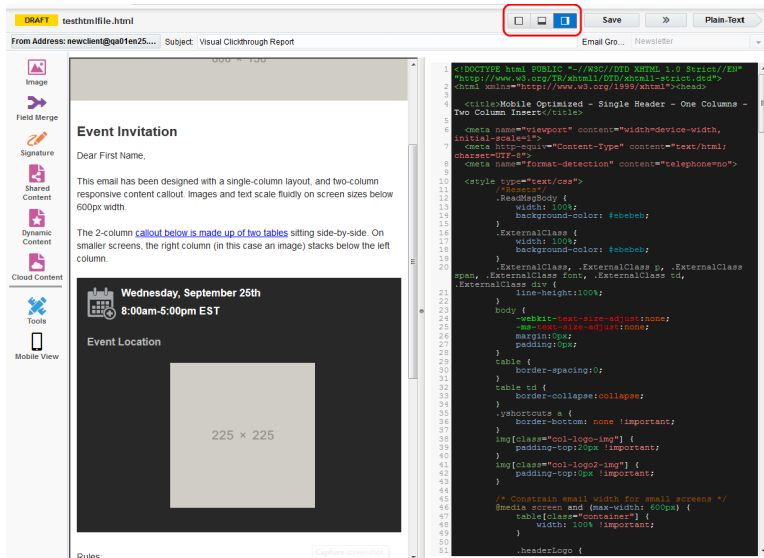 DRAFT testhtmlfile.html
Save
Plain-Text
From Address: newclient@qa01en25.... Subject: Visual Clickthrough Report
Email Gro... Newsletter
Image
Field Merge
Signature
Shared
Content
Dynamic
Content
Cloud Content
Tools
Mobile View
Event Invitation
Dear First Name,
This email has been designed with a single-column layout, and two-column
responsive content callout. Images and text scale fluidly on screen sizes below
600px width.
The 2-column callout below is made up of two tables sitting side-by-side. On
smaller screens, the right column (in this case an image) stacks below the left
column.
Wednesday, September 25th
8:00am-5:00pm EST
Event Location
225 × 225
Rules:
1 <!DOCTYPE html PUBLIC "-//W3C//DTD XHTML 1.0 Strict//EN"
"http://www.w3.org/TR/xhtml1/DTD/xhtml1-strict.dtd">
2 <html xmlns="http://www.w3.org/1999/xhtml"><head>
3
4 <title>Mobile Optimized - Single Header - One Columns -
Two Column Insert</title>
5
6 <meta name="viewport" content="width=device-width,
initial-scale=1">
7 <meta http-equiv="Content-Type" content="text/html;
charset=UTF-8">
8 <meta name="format-detection" content="telephone=no">
9
10 <style type="text/css">
11 /*Resets*/
12 .ReadMsgBody {
13 width: 100%;
14 background-color: #ebebeb;
15 }
16 .ExternalClass {
17 width: 100%;
18 background-color: #ebebeb;
19 }
20 .ExternalClass, .ExternalClass p, .ExternalClass
span, .ExternalClass font, .ExternalClass td,
.ExternalClass div {
21 line-height:100%;
22 }
23 body {
24 -webkit-text-size-adjust:none;
25 -ms-text-size-adjust:none;
26 margin:0px;
27 padding:0px;
28 }
29 table {
30 border-spacing:0;
31 }
32 table td {
33 border-collapse:collapse;
34 }
35 .yshortcuts a {
36 border-bottom: none !important;
37 }
38 img[class="col-logo-img"] {
39 padding-top:20px !important;
40 }
41 img[class="col-logo2-img"] {
42 padding-top:0px !important;
43 }
44
45 /* Constrain email width for small screens */
46 @media screen and (max-width: 600px) {
47 table[class="container"] {
48 width: 100% !important;
49 }
50
51 .headerLogo {